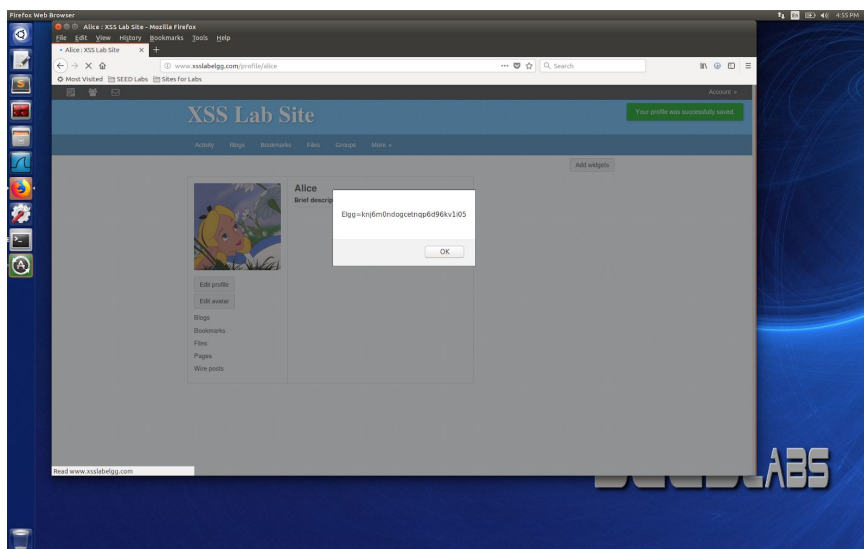 Firefox Web Browser
4:55 PM
Alice : XSS Lab Site - Mozilla Firefox
File Edit View History Bookmarks Tools Help
Alice : XSS Lab Site × +
www.xsslabelgg.com/profile/alice
Search
Most Visited SEED Labs Sites for Labs
Account »
XSS Lab Site
Your profile was successfully saved.
Activity Blogs Bookmarks Files Groups More »
Add widgets
Alice
Brief descrip
Elgg=knj6m0ndogcetnqp6d96kv1i05
OK
Edit profile
Edit avatar
Blogs
Bookmarks
Files
Pages
Wire posts
Read www.xsslabelgg.com
LABS